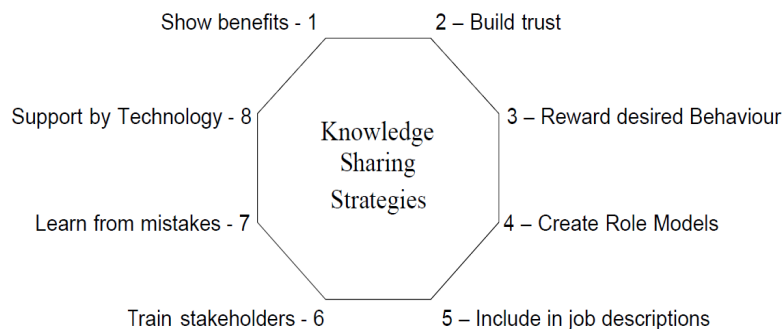 Show benefits - 1
2 – Build trust
Support by Technology - 8
3 – Reward desired Behaviour
Knowledge
Sharing
Strategies
Learn from mistakes - 7
4 – Create Role Models
Train stakeholders - 6
5 – Include in job descriptions